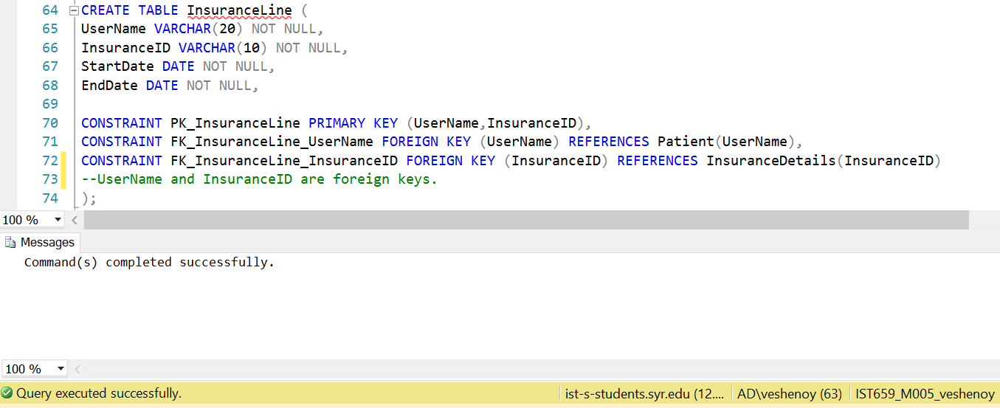 64 CREATE TABLE InsuranceLine (
65 UserName VARCHAR(20) NOT NULL,
66 InsuranceID VARCHAR(10) NOT NULL,
67 StartDate DATE NOT NULL,
68 EndDate DATE NOT NULL,
69
70 CONSTRAINT PK_InsuranceLine PRIMARY KEY (UserName,InsuranceID),
71 CONSTRAINT FK_InsuranceLine_UserName FOREIGN KEY (UserName) REFERENCES Patient(UserName),
72 CONSTRAINT FK_InsuranceLine_InsuranceID FOREIGN KEY (InsuranceID) REFERENCES InsuranceDetails(InsuranceID)
73 --UserName and InsuranceID are foreign keys.
74 );
100 %
Messages
Command(s) completed successfully.
100 %
Query executed successfully. ist-s-students.syr.edu (12.... AD\veshenoy (63) IST659_M005_veshenoy